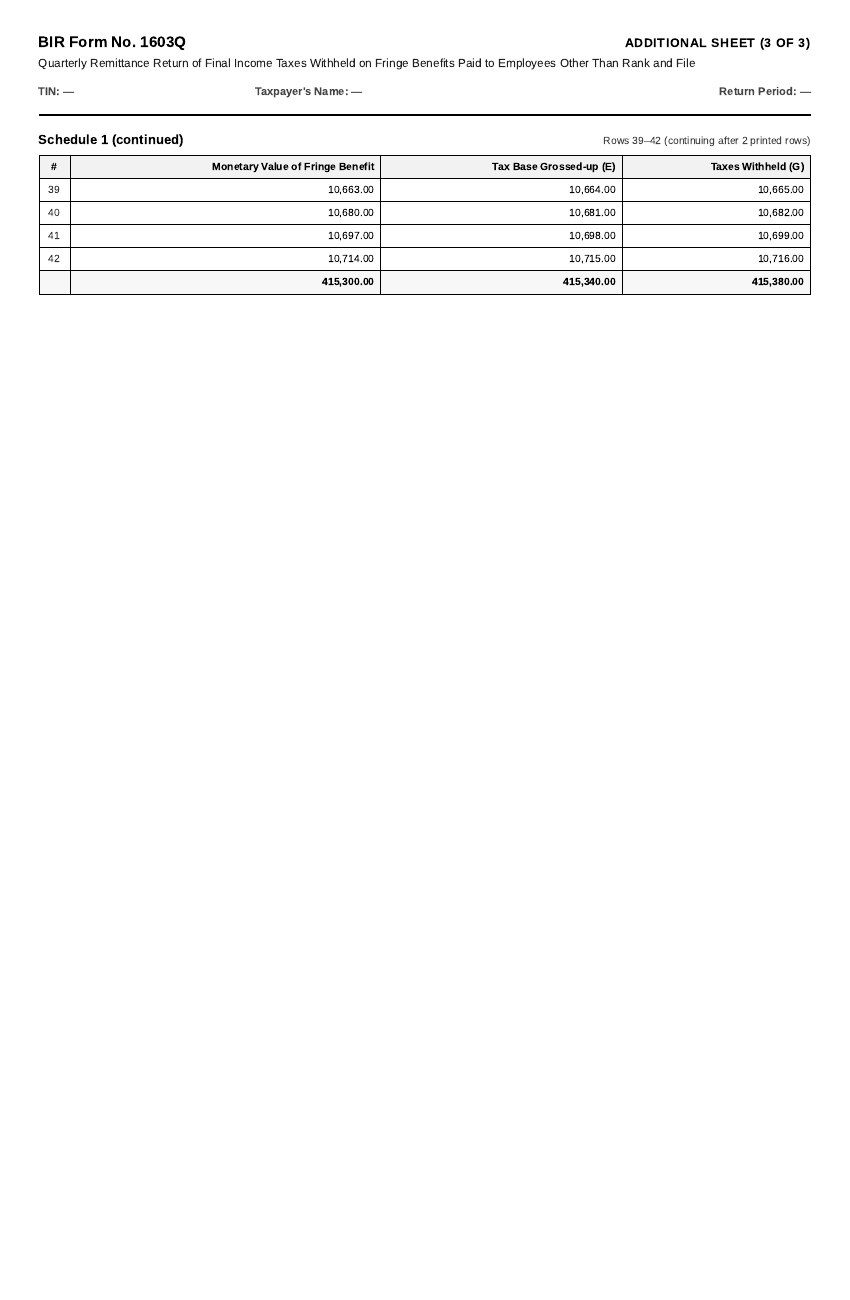 BIR Form No. 1603Q ADDITIONAL SHEET (3 OF 3)
Quarterly Remittance Return of Final Income Taxes Withheld on Fringe Benefits Paid to Employees Other Than Rank and File
TIN: — Taxpayer's Name: — Return Period: —
Schedule 1 (continued) Rows 39–42 (continuing after 2 printed rows)
# Monetary Value of Fringe Benefit Tax Base Grossed-up (E) Taxes Withheld (G)
39 10,663.00 10,664.00 10,665.00
40 10,680.00 10,681.00 10,682.00
41 10,697.00 10,698.00 10,699.00
42 10,714.00 10,715.00 10,716.00
415,300.00 415,340.00 415,380.00